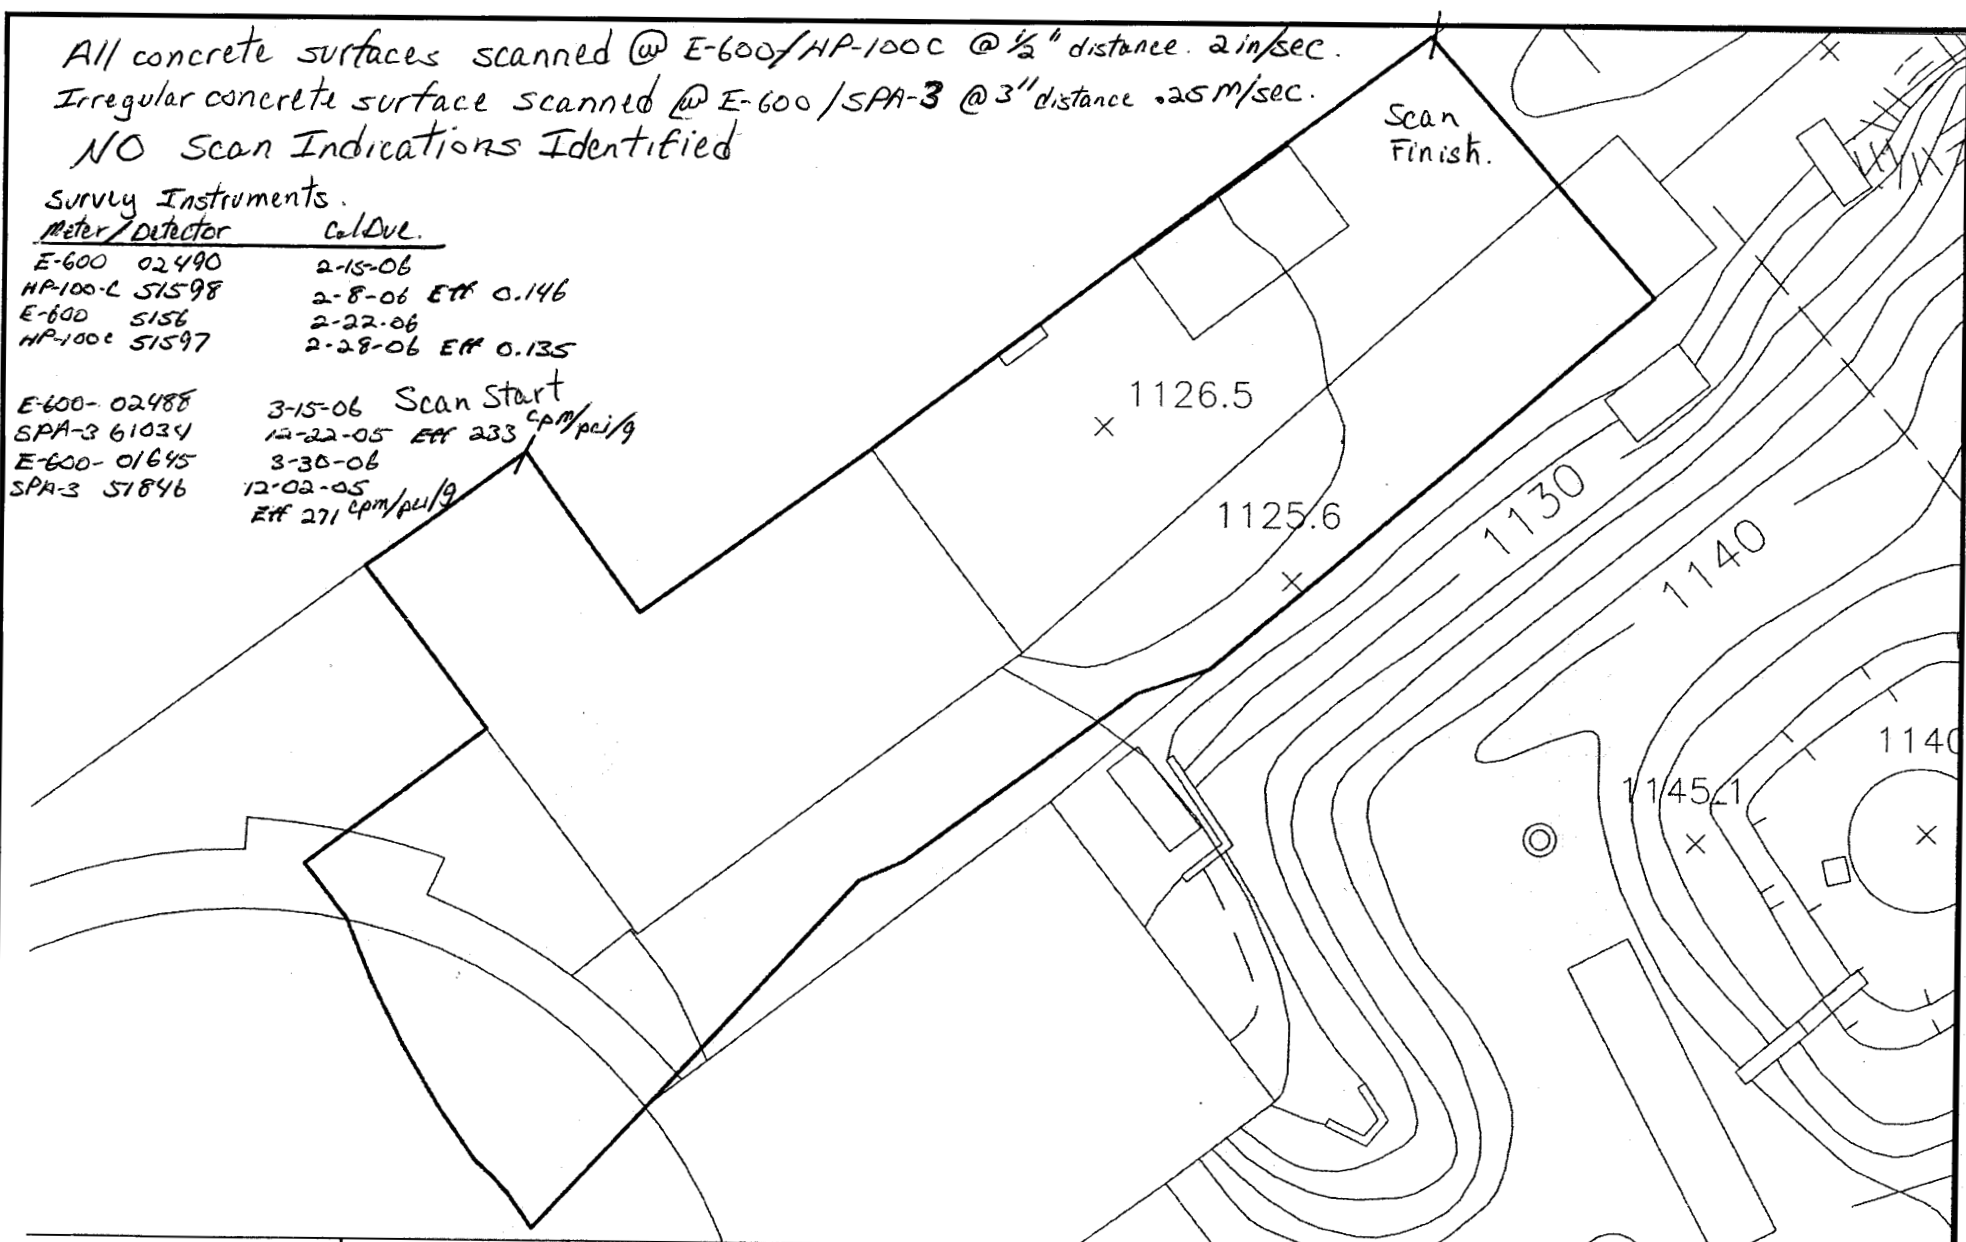 All concrete surfaces scanned @ E-600/HP-100C @ 1/2" distance. 2 in/sec.
Irregular concrete surface scanned @ E-600/SPA-3 @ 3" distance .25 m/sec.
NO Scan Indications Identified
Scan
Finish.
Survey Instruments.
Meter/Detector Cal Due.
E-600 02490 2-15-06
HP-100-C 51598 2-8-06 Eff 0.146
E-600 5156 2-22-06
HP-100C 51597 2-28-06 Eff 0.135
Scan Start
E-600- 02488 3-15-06
SPA-3 61034 12-22-05 Eff 233 cpm/pci/g
E-600- 01645 3-30-06
SPA-3 51846 12-02-05
Eff 271 cpm/pci/g
1126.5
1125.6
1130
1140
1140
1145.1